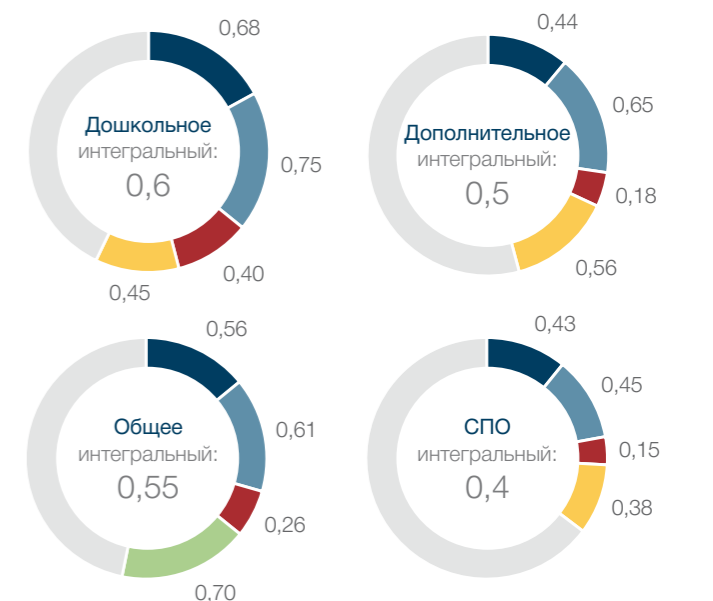 0,68
Дошкольное
интегральный:
0,6
0,75
0,40
0,45
0,44
Дополнительное
интегральный:
0,5
0,65
0,18
0,56
0,56
Общее
интегральный:
0,55
0,61
0,26
0,70
0,43
СПО
интегральный:
0,4
0,45
0,15
0,38